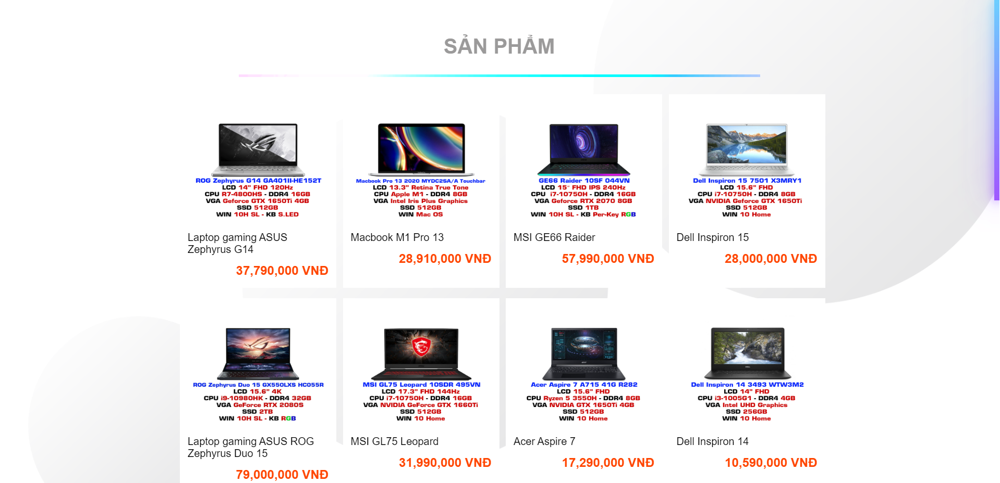 SẢN PHẨM
ROG Zephyrus G14 GA401II-HE152T
LCD 14" FHD 120Hz
CPU R7-4800HS - DDR4 16GB
VGA Geforce GTX 1650Ti 4GB
SSD 512GB
WIN 10H SL - KB S.LED
Laptop gaming ASUS
Zephyrus G14
37,790,000 VNĐ
Macbook Pro 13 2020 MYDC2SA/A Touchbar
LCD 13.3" Retina True Tone
CPU Apple M1 - DDR4 8GB
VGA Intel Iris Plus Graphics
SSD 512GB
WIN Mac OS
Macbook M1 Pro 13
28,910,000 VNĐ
GE66 Raider 10SF 044VN
LCD 15" FHD IPS 240Hz
CPU i7-10750H - DDR4 16GB
VGA Geforce RTX 2070 8GB
SSD 1TB
WIN 10H SL - KB Per-Key RGB
MSI GE66 Raider
57,990,000 VNĐ
Dell Inspiron 15 7501 X3MRY1
LCD 15.6" FHD
CPU i7-10750H - DDR4 8GB
VGA NVIDIA Geforce GTX 1650Ti
SSD 512GB
WIN 10 Home
Dell Inspiron 15
28,000,000 VNĐ
ROG Zephyrus Duo 15 GX550LXS HC055R
LCD 15.6" 4K
CPU i9-10980HK - DDR4 32GB
VGA GeForce RTX 2080S
SSD 2TB
WIN 10H SL - KB RGB
Laptop gaming ASUS ROG
Zephyrus Duo 15
79,000,000 VNĐ
MSI GL75 Leopard 10SDR 495VN
LCD 17.3" FHD 144Hz
CPU i7-10750H - DDR4 16GB
VGA NVIDIA GeForce GTX 1660Ti
SSD 512GB
WIN 10 Home
MSI GL75 Leopard
31,990,000 VNĐ
Acer Aspire 7 A715 41G R282
LCD 15.6" FHD
CPU Ryzen 5 3550H - DDR4 8GB
VGA NVIDIA GTX 1650Ti 4GB
SSD 512GB
WIN 10 Home
Acer Aspire 7
17,290,000 VNĐ
Dell Inspiron 14 3493 WTW3M2
LCD 14" FHD
CPU i3-1005G1 - DDR4 4GB
VGA Intel UHD Graphics
SSD 256GB
WIN 10 Home
Dell Inspiron 14
10,590,000 VNĐ